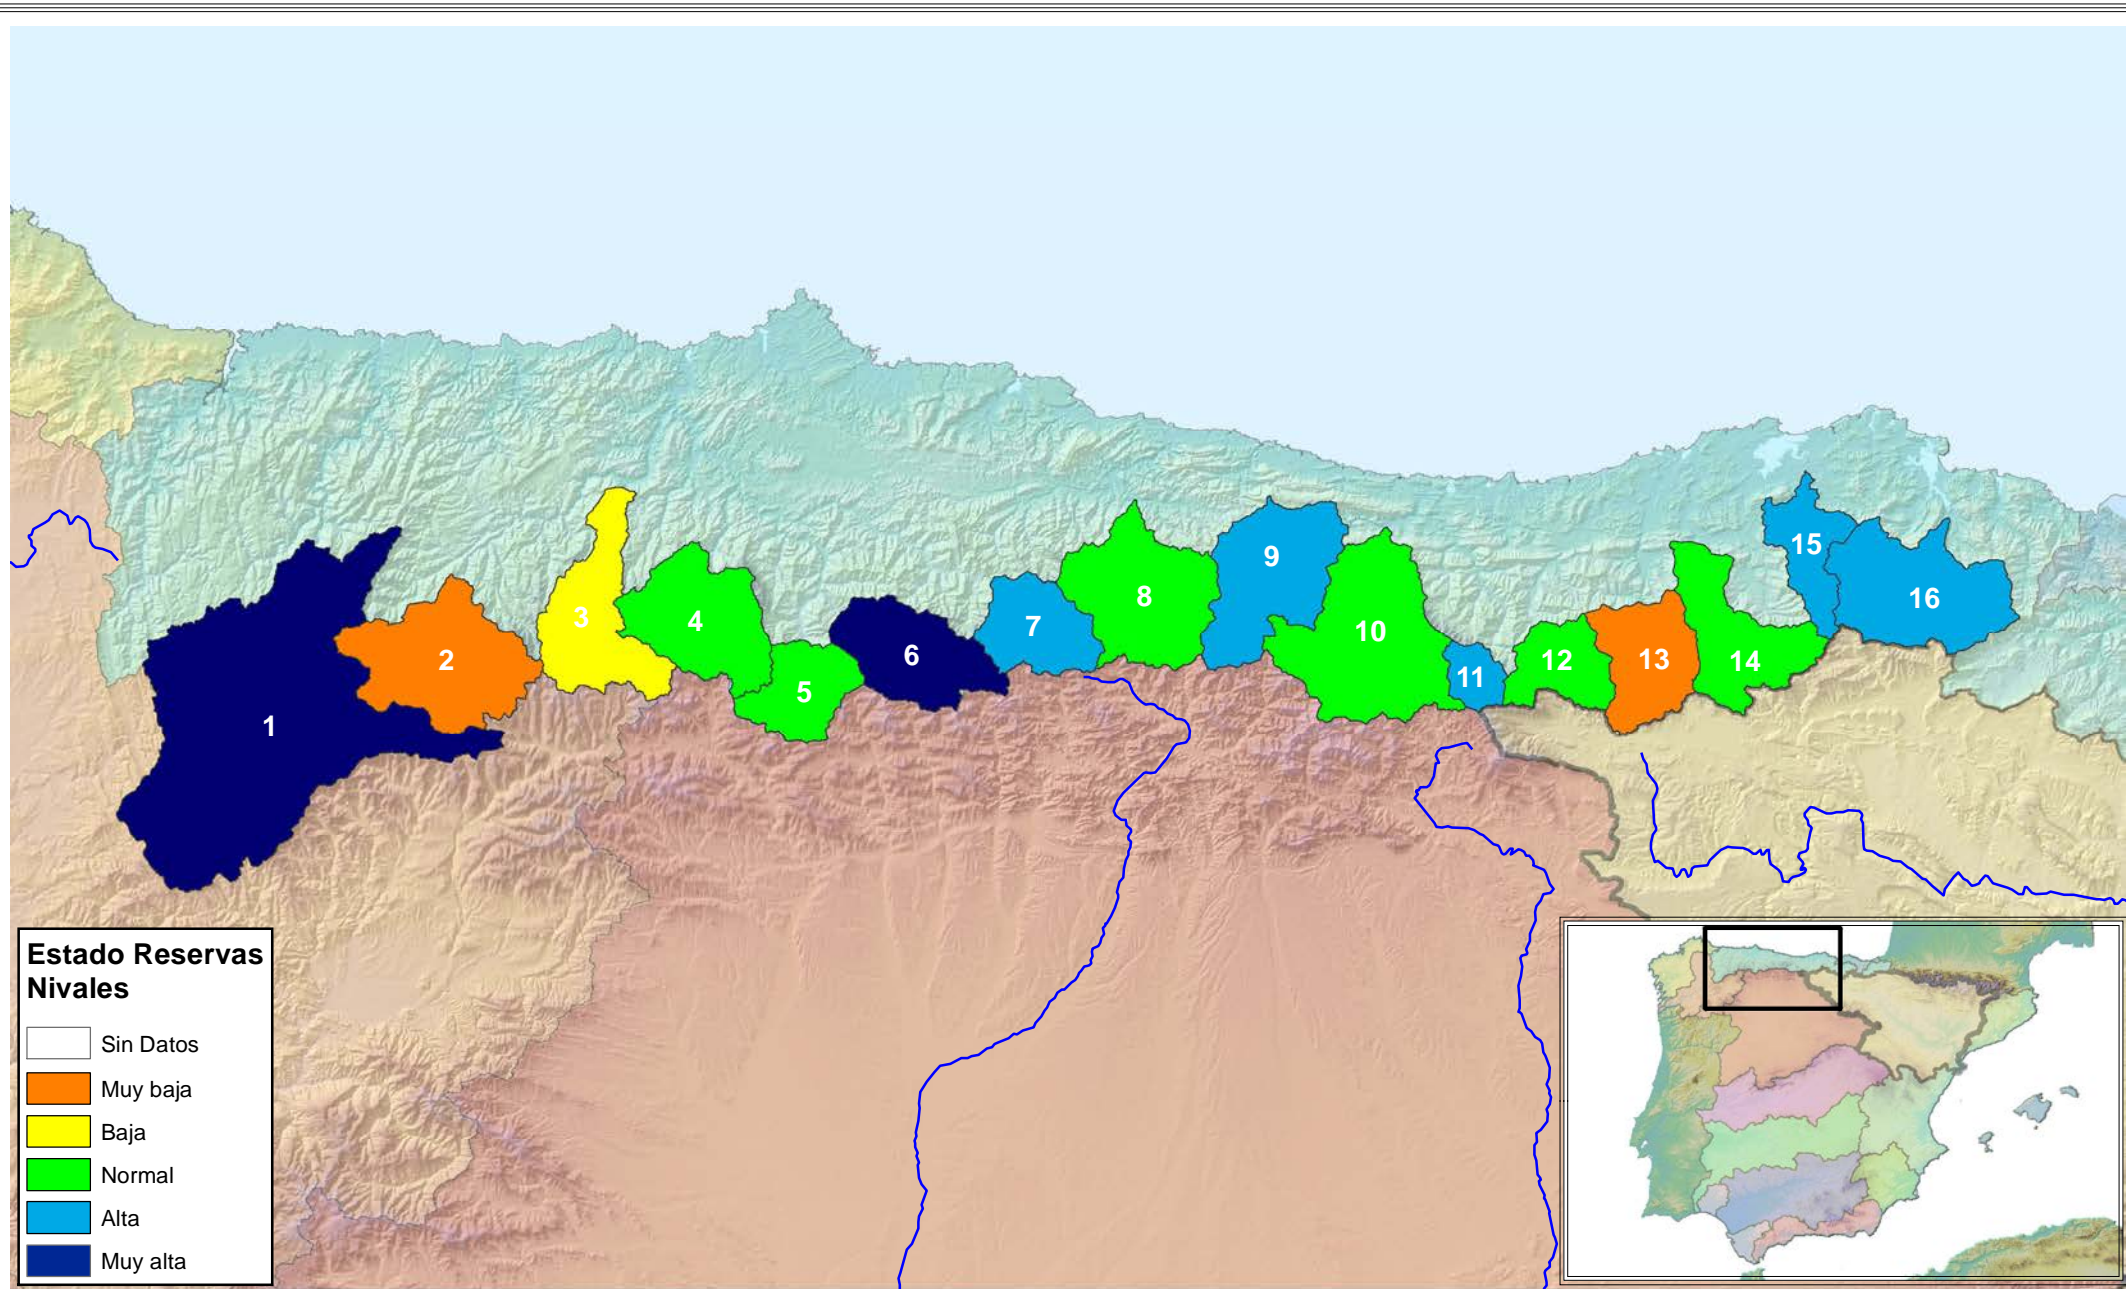 9
15
3
8
16
4
7
10
6
2
12
13
14
11
5
1
Estado Reservas
Nivales
Sin Datos
Muy baja
Baja
Normal
Alta
Muy alta